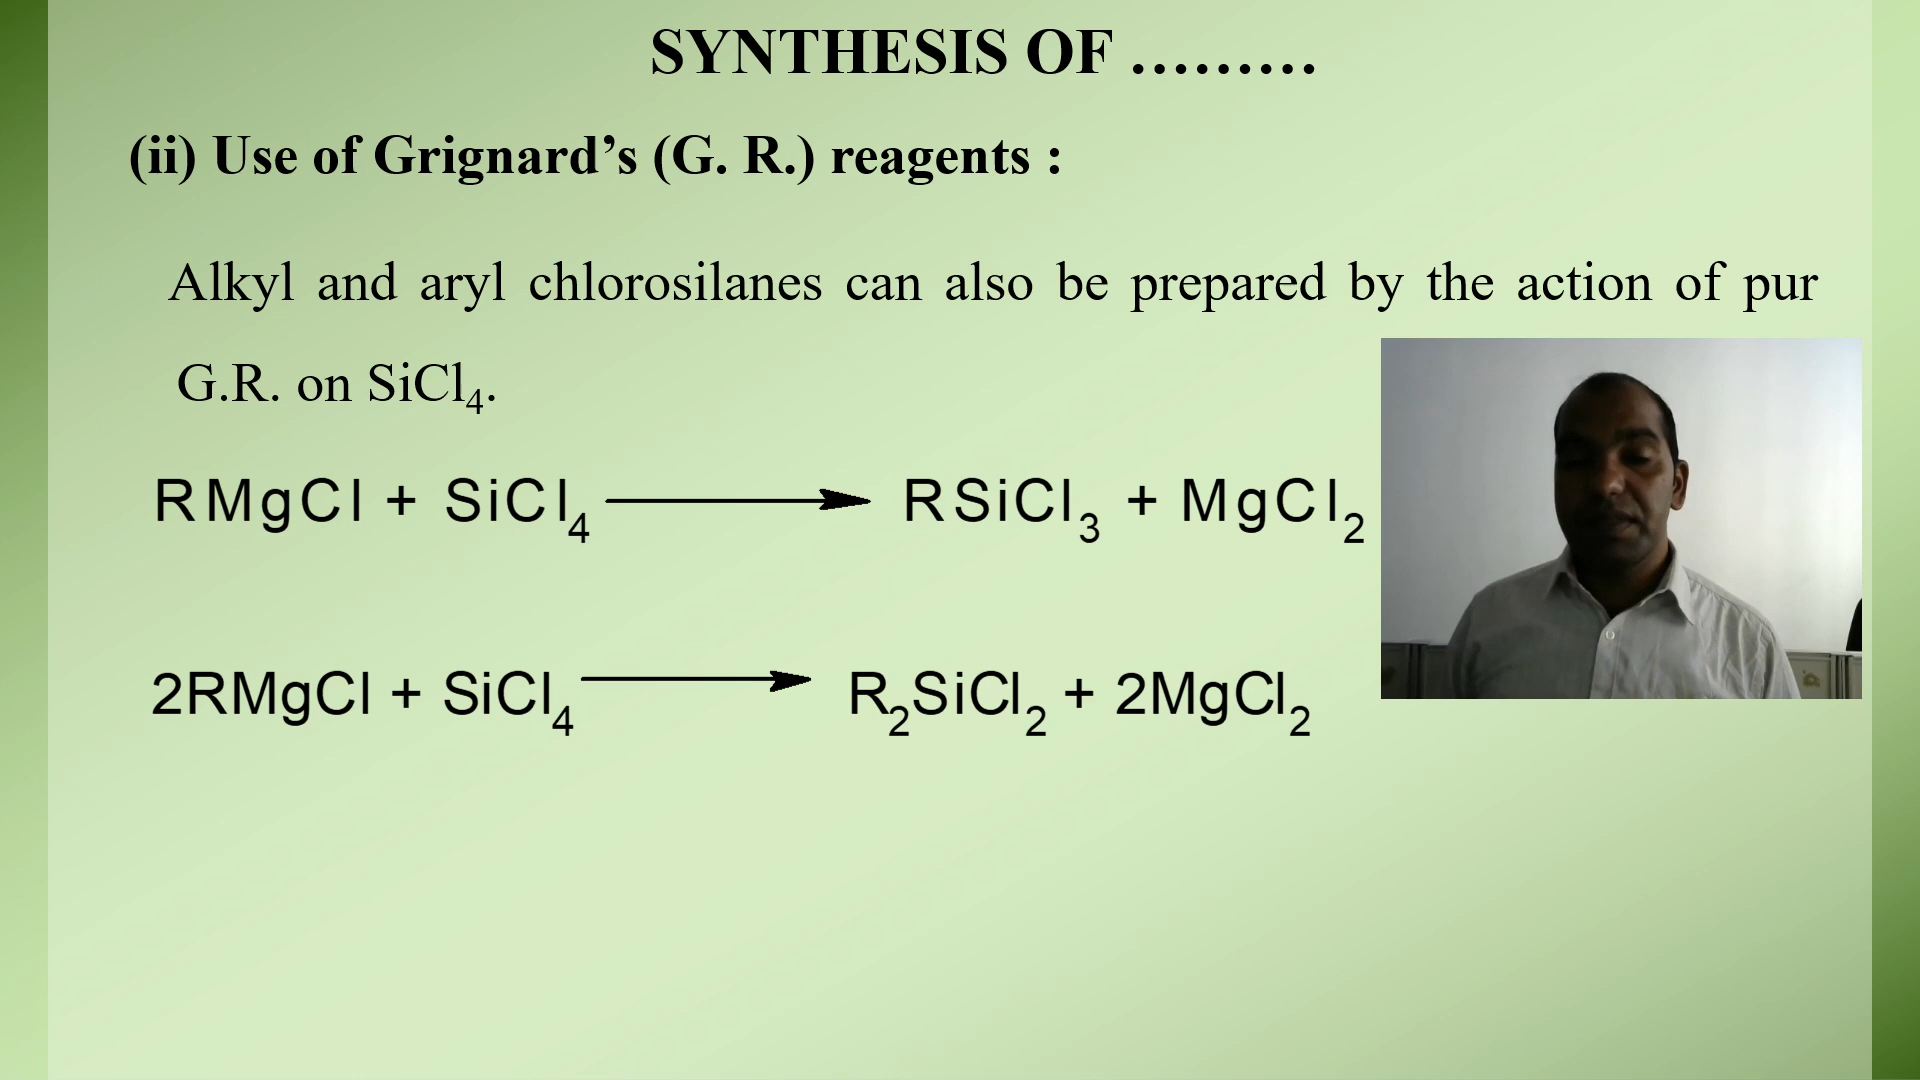 SYNTHESIS OF ………
(ii) Use of Grignard’s (G. R.) reagents :
Alkyl and aryl chlorosilanes can also be prepared by the action of pur
G.R. on SiCl₄.
RMgCl + SiCl₄ ⟶ RSiCl₃ + MgCl₂
2RMgCl + SiCl₄ ⟶ R₂SiCl₂ + 2MgCl₂